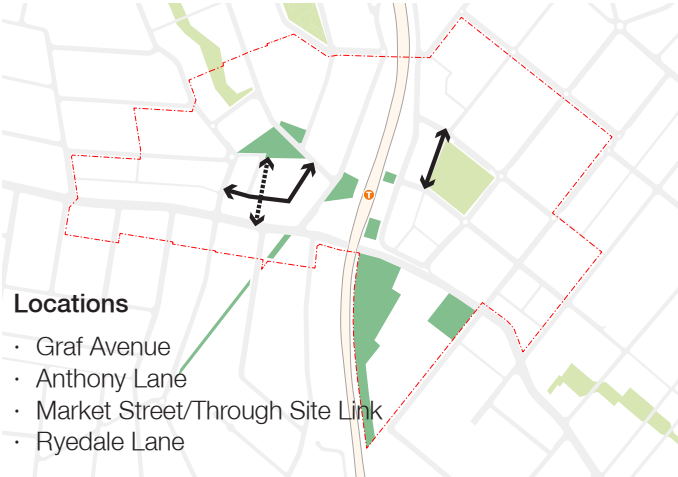 T
Locations
· Graf Avenue
· Anthony Lane
· Market Street/Through Site Link
· Ryedale Lane